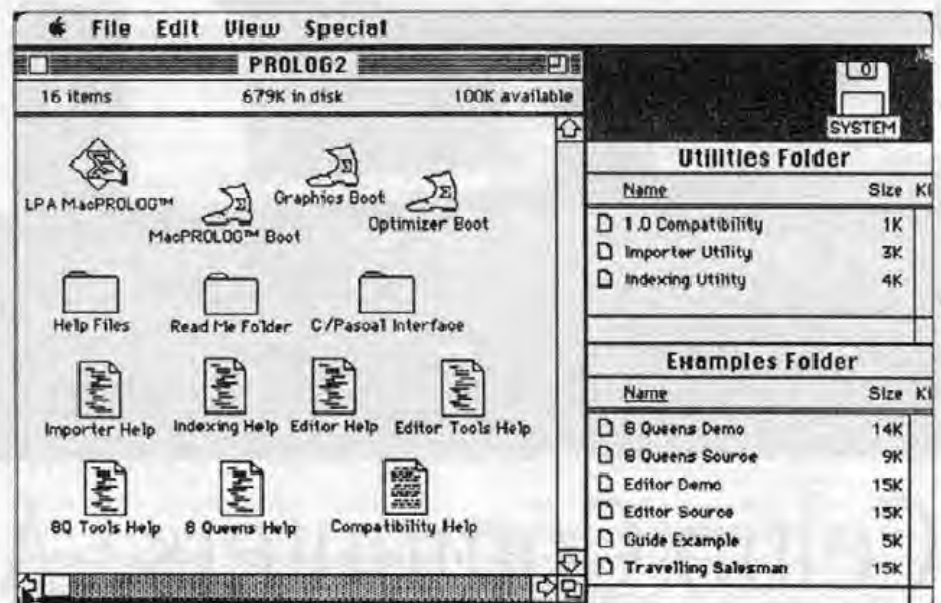 File Edit View Special
PROLOG2
16 items 679K in disk 100K available
LPA MacPROLOG™
MacPROLOG™ Boot
Graphics Boot
Optimizer Boot
Help Files
Read Me Folder
C/Pascal Interface
Importer Help
Indexing Help
Editor Help
Editor Tools Help
8Q Tools Help
8 Queens Help
Compatibility Help
SYSTEM
Utilities Folder
Name Size Ki
1.0 Compatibility 1K
Importer Utility 3K
Indexing Utility 4K
Examples Folder
Name Size Ki
8 Queens Demo 14K
8 Queens Source 9K
Editor Demo 15K
Editor Source 15K
Guide Example 5K
Travelling Salesman 15K